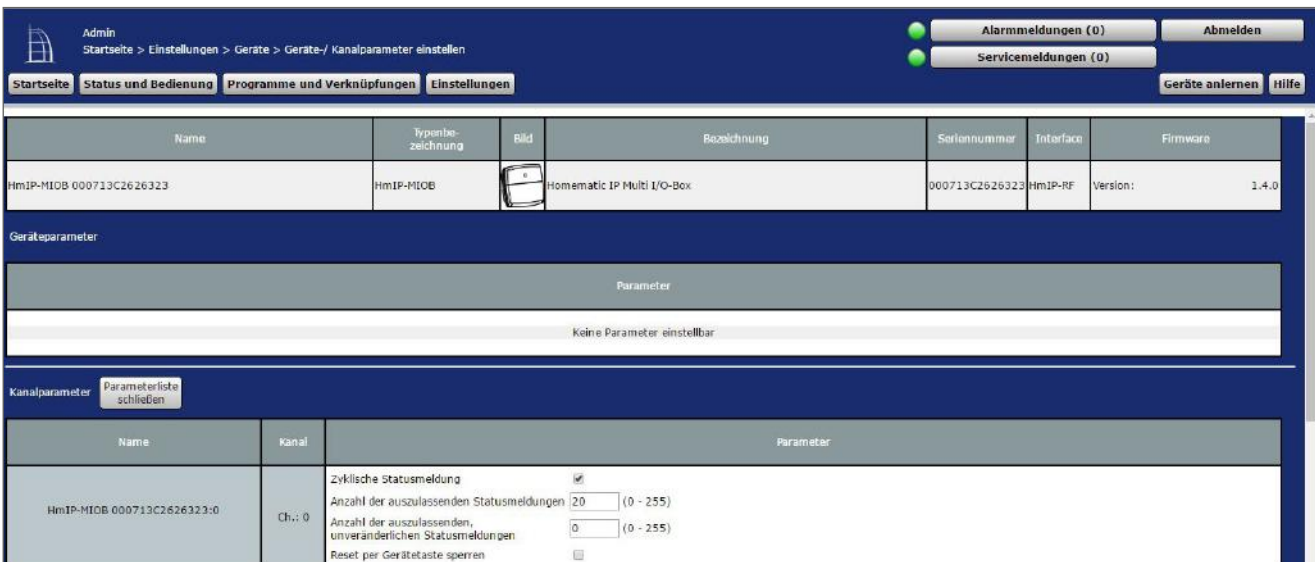 Admin
Alarmmeldungen (0)
Abmelden
Startseite > Einstellungen > Geräte > Geräte-/ Kanalparameter einstellen
Servicemeldungen (0)
Startseite
Status und Bedienung
Programme und Verknüpfungen
Einstellungen
Geräte anlernen
Hilfe
Name
Typenbe-
zeichnung
Bild
Bezeichnung
Seriennummer
Interface
Firmware
HmIP-MIOB 000713C2626323
HmIP-MIOB
Homematic IP Multi I/O-Box
000713C2626323
HmIP-RF
Version:
1.4.0
Geräteparameter
Parameter
Keine Parameter einstellbar
Kanalparameter
Parameterliste
schließen
Name
Kanal
Parameter
HmIP-MIOB 000713C2626323:0
Ch.: 0
Zyklische Statusmeldung
Anzahl der auszulassenden Statusmeldungen 20 (0 - 255)
Anzahl der auszulassenden,
unveränderlichen Statusmeldungen
0 (0 - 255)
Reset per Gerätetaste sperren